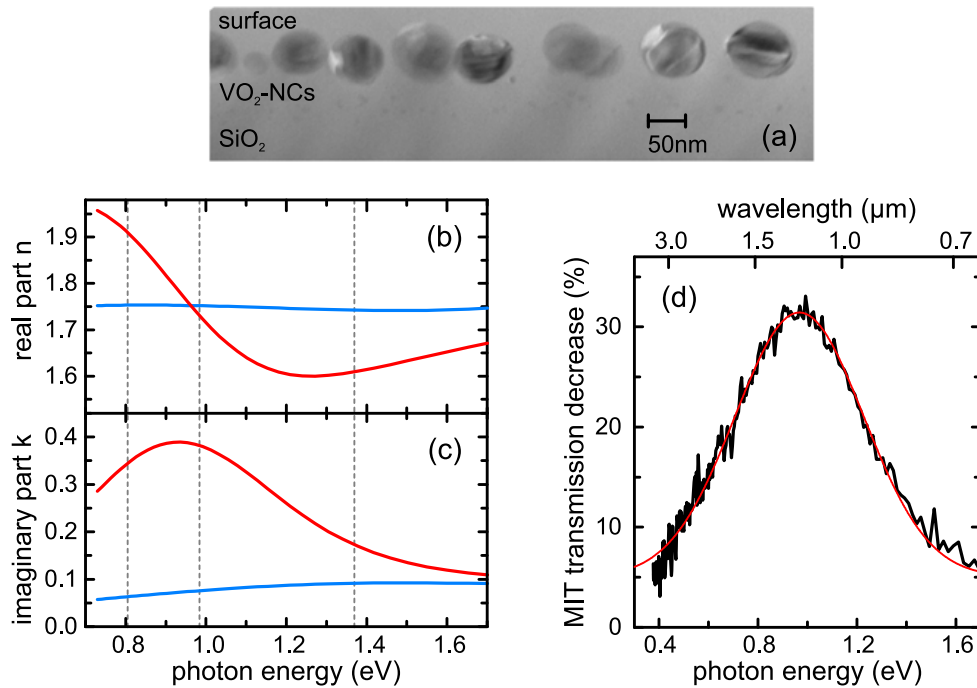 surface
VO₂-NCs
SiO₂
50nm
(a)
real part n
1.9
1.8
1.7
1.6
(b)
imaginary part k
0.4
0.3
0.2
0.1
0.0
(c)
0.8 1.0 1.2 1.4 1.6
photon energy (eV)
wavelength (µm)
3.0 1.5 1.0 0.7
MIT transmission decrease (%)
30
20
10
0
(d)
0.4 0.8 1.2 1.6
photon energy (eV)